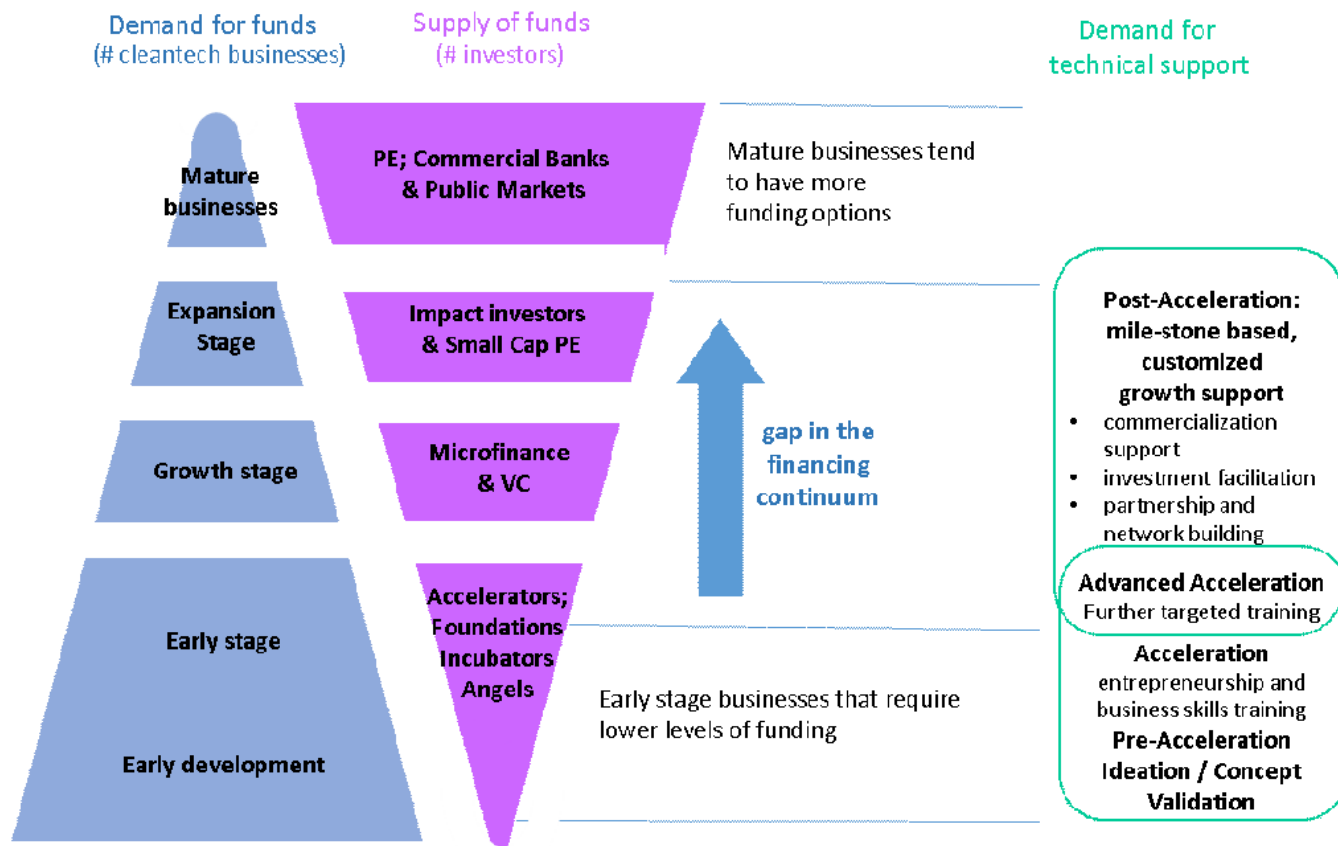 Demand for funds
(# cleantech businesses)
Supply of funds
(# investors)
Demand for
technical support
Mature
businesses
PE; Commercial Banks
& Public Markets
Mature businesses tend
to have more
funding options
Expansion
Stage
Impact investors
& Small Cap PE
Growth stage
Microfinance
& VC
gap in the
financing
continuum
Early stage
Early development
Accelerators;
Foundations
Incubators
Angels
Early stage businesses that require
lower levels of funding
Post-Acceleration:
mile-stone based,
customized
growth support
• commercialization
support
• investment facilitation
• partnership and
network building
Advanced Acceleration
Further targeted training
Acceleration
entrepreneurship and
business skills training
Pre-Acceleration
Ideation / Concept
Validation